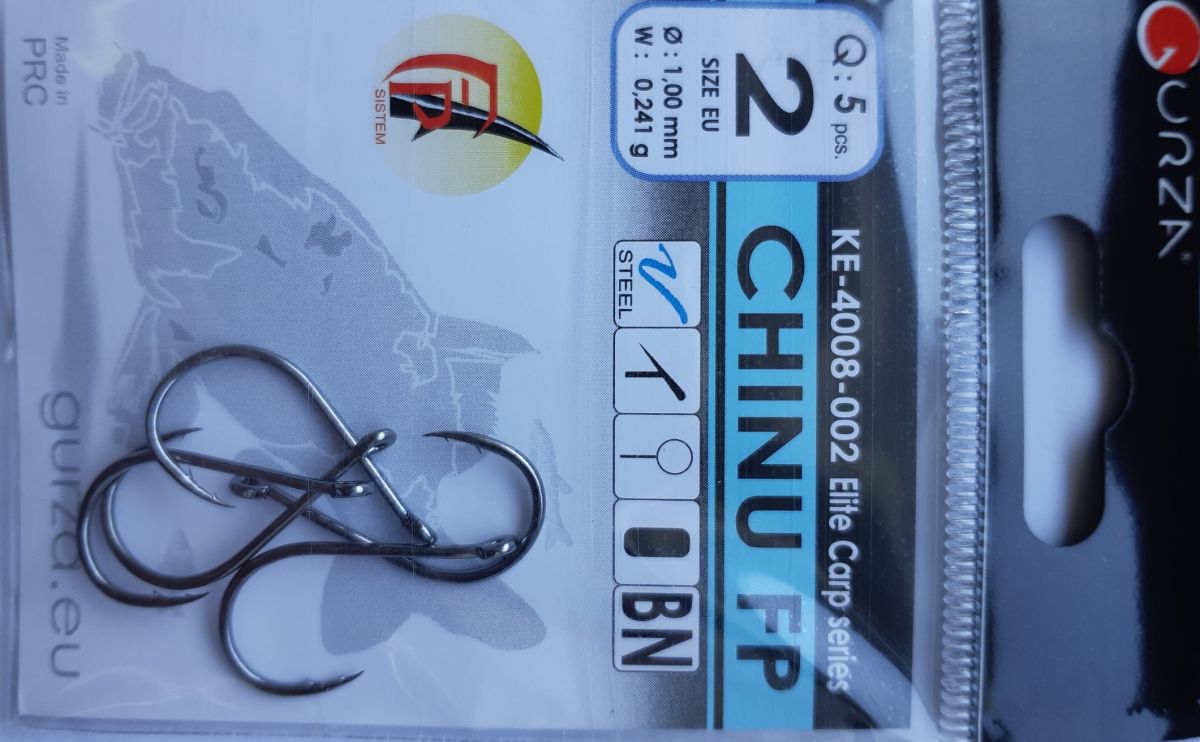 GURZA®
Q: 5 pcs.
2
SIZE EU
Ø : 1,00 mm
W : 0,241 g
KE-4008-002 Elite Carp series
CHINU FP
STEEL
BN
FP
SISTEM
Made in
PRC
gurza.eu